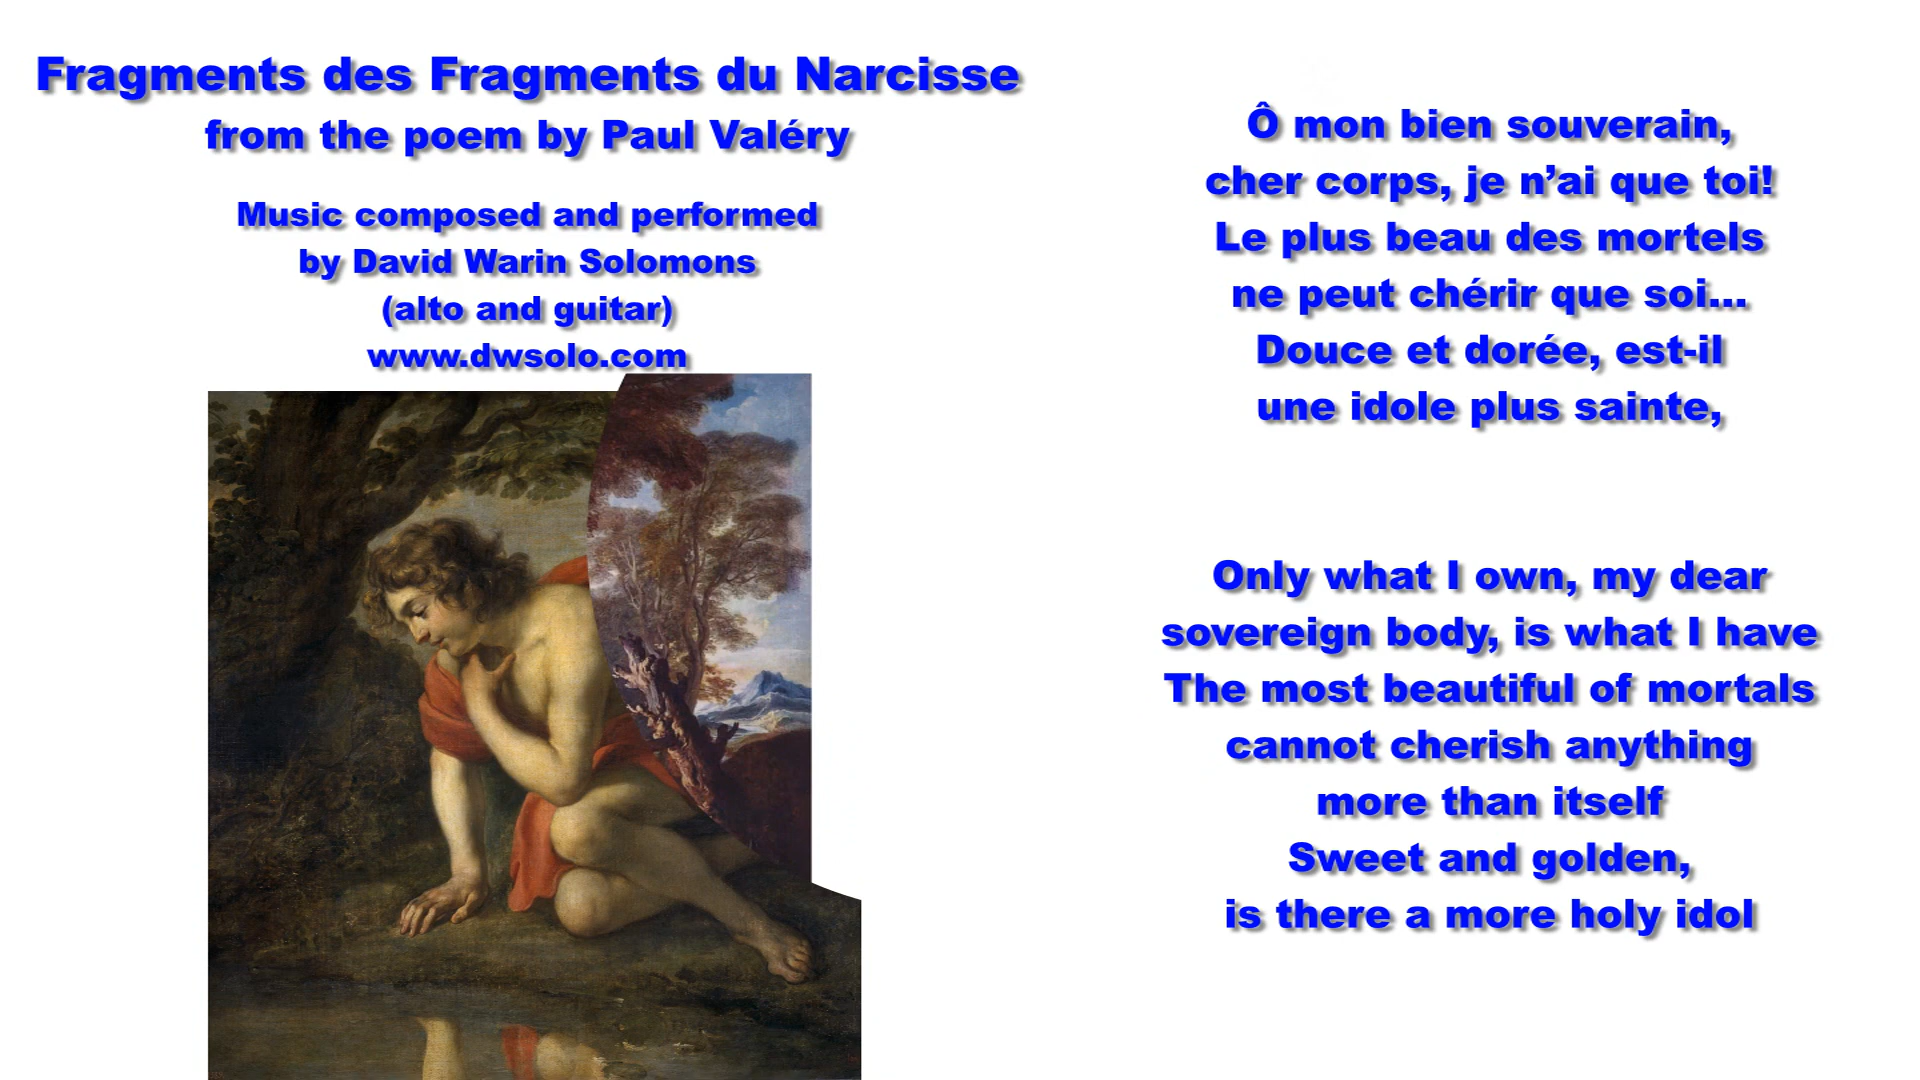 Fragments des Fragments du Narcisse
from the poem by Paul Valéry
Music composed and performed
by David Warin Solomons
(alto and guitar)
www.dwsolo.com
Ô mon bien souverain,
cher corps, je n’ai que toi!
Le plus beau des mortels
ne peut chérir que soi...
Douce et dorée, est-il
une idole plus sainte,
Only what I own, my dear
sovereign body, is what I have
The most beautiful of mortals
cannot cherish anything
more than itself
Sweet and golden,
is there a more holy idol